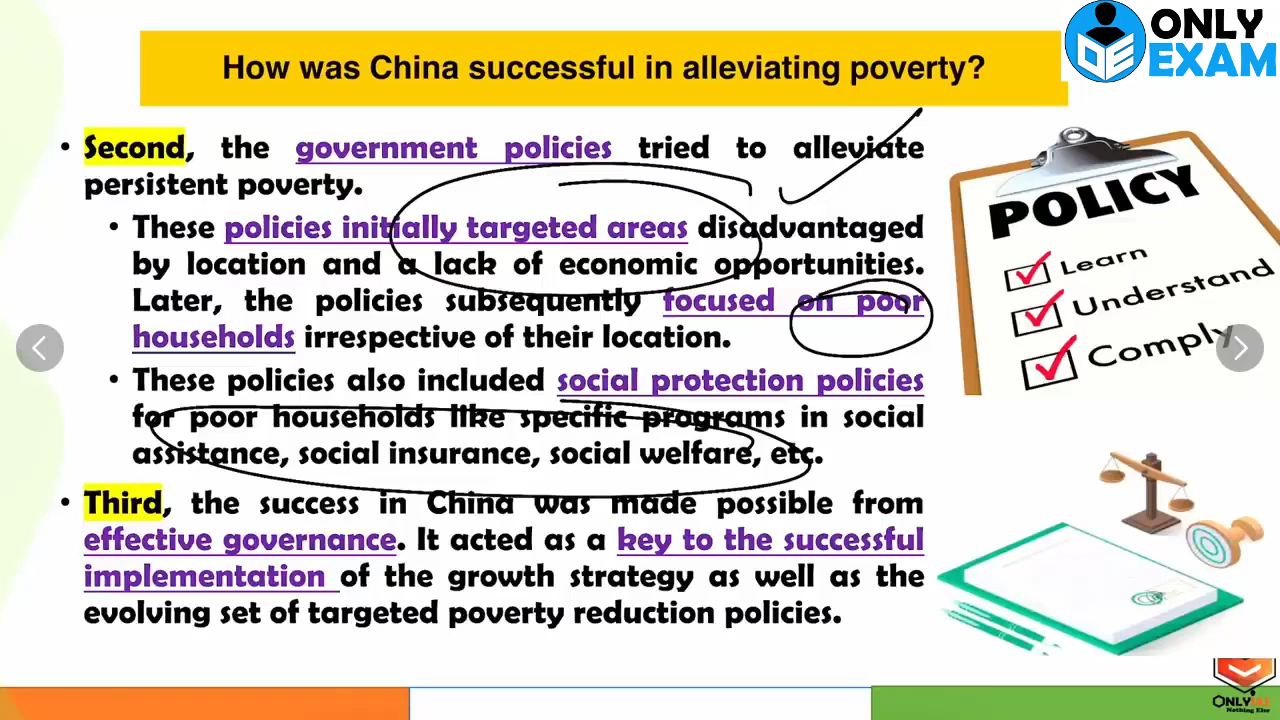 ONLY
EXAM
How was China successful in alleviating poverty?
• Second, the government policies tried to alleviate
persistent poverty.
• These policies initially targeted areas disadvantaged
by location and a lack of economic opportunities.
Later, the policies subsequently focused on poor
households irrespective of their location.
• These policies also included social protection policies
for poor households like specific programs in social
assistance, social insurance, social welfare, etc.
• Third, the success in China was made possible from
effective governance. It acted as a key to the successful
implementation of the growth strategy as well as the
evolving set of targeted poverty reduction policies.
POLICY
Learn
Understand
Comply
ONLYIAS
Nothing Else